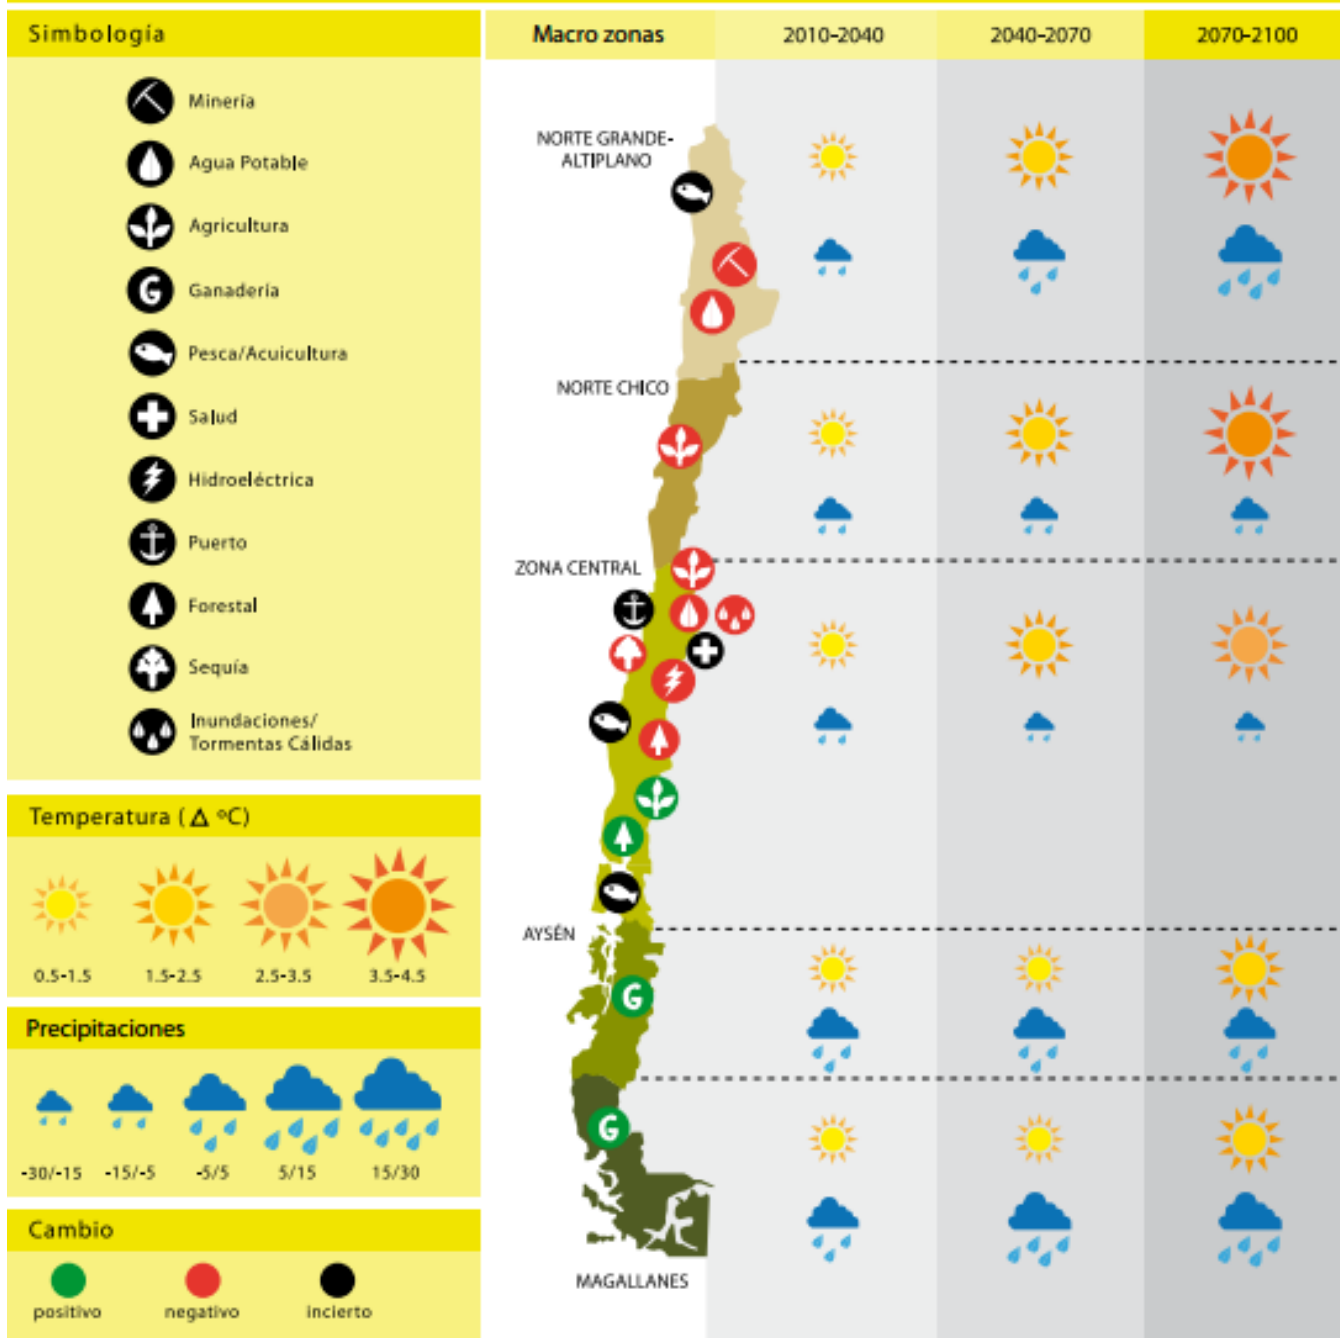 Simbología
Minería
Agua Potable
Agricultura
Ganadería
Pesca/Acuicultura
Salud
Hidroeléctrica
Puerto
Forestal
Sequía
Inundaciones/
Tormentas Cálidas
Temperatura (Δ ºC)
0.5-1.5 1.5-2.5 2.5-3.5 3.5-4.5
Precipitaciones
-30/-15 -15/-5 -5/5 5/15 15/30
Cambio
positivo negativo incierto
Macro zonas 2010-2040 2040-2070 2070-2100
NORTE GRANDE-
ALTIPLANO
NORTE CHICO
ZONA CENTRAL
AYSÉN
G
G
MAGALLANES